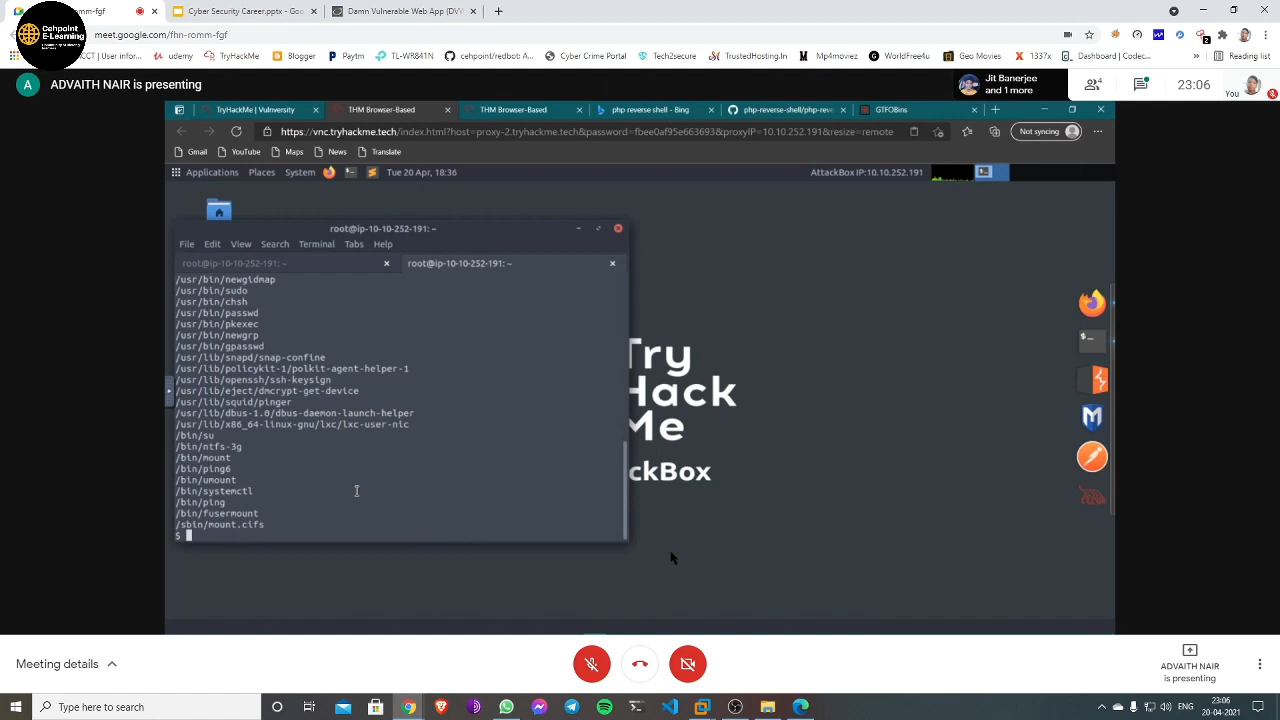 Cyber Security Career.pptx - Goog
Damn Vulnerable Web App (DVW
Cehpoint
E-Learning
meet.google.com/fhn-romm-rgf
CCT | User info.
udemy
TryHackMe
Blogger
Paytm
TL-WR841N
cehpoint/redbot: A...
Cyber Crime Portal
TrustedHosting.In
Mp4moviez
GeorgeWorld
Geo Movies
1337x
Dashboard | Codec...
Reading list
A
ADVAITH NAIR is presenting
Jit Banerjee
and 1 more
4
23:06
You
TryHackMe | Vulnversity
THM Browser-Based
THM Browser-Based
php reverse shell - Bing
php-reverse-shell/php-reve
GTFOBins
https://vnc.tryhackme.tech/index.html?host=proxy-2.tryhackme.tech&password=fbee0af95e663693&proxyIP=10.10.252.191&resize=remote
Not syncing
Gmail
YouTube
Maps
News
Translate
Applications
Places
System
Tue 20 Apr, 18:36
AttackBox IP:10.10.252.191
root@ip-10-10-252-191: ~
File Edit View Search Terminal Tabs Help
root@ip-10-10-252-191: ~
root@ip-10-10-252-191: ~
/usr/bin/newgidmap
/usr/bin/sudo
/usr/bin/chsh
/usr/bin/passwd
/usr/bin/pkexec
/usr/bin/newgrp
/usr/bin/gpasswd
/usr/lib/snapd/snap-confine
/usr/lib/policykit-1/polkit-agent-helper-1
/usr/lib/openssh/ssh-keysign
/usr/lib/eject/dmcrypt-get-device
/usr/lib/squid/pinger
/usr/lib/dbus-1.0/dbus-daemon-launch-helper
/usr/lib/x86_64-linux-gnu/lxc/lxc-user-nic
/bin/su
/bin/ntfs-3g
/bin/mount
/bin/ping6
/bin/umount
/bin/systemctl
/bin/ping
/bin/fusermount
/sbin/mount.cifs
$
Try
Hack
Me
ckBox
Meeting details
ADVAITH NAIR
is presenting
Type here to search
ENG
23:06
20-04-2021